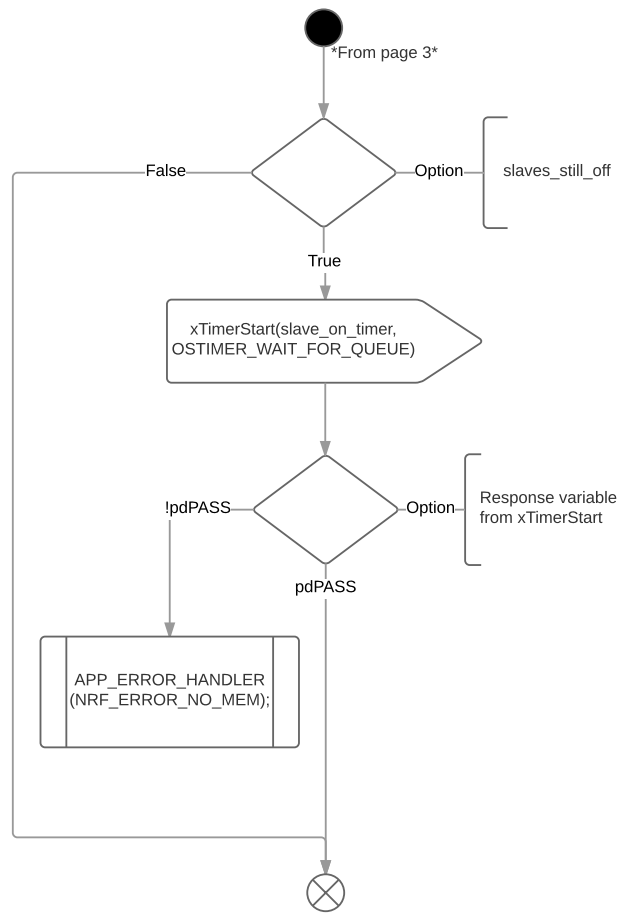 *From page 3*
False
Option
slaves_still_off
True
xTimerStart(slave_on_timer,
OSTIMER_WAIT_FOR_QUEUE)
!pdPASS
Option
Response variable
from xTimerStart
pdPASS
APP_ERROR_HANDLER
(NRF_ERROR_NO_MEM);